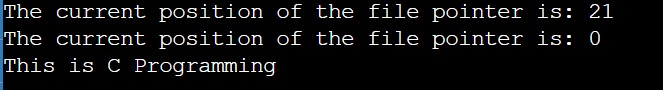 The current position of the file pointer is: 21
The current position of the file pointer is: 0
This is C Programming